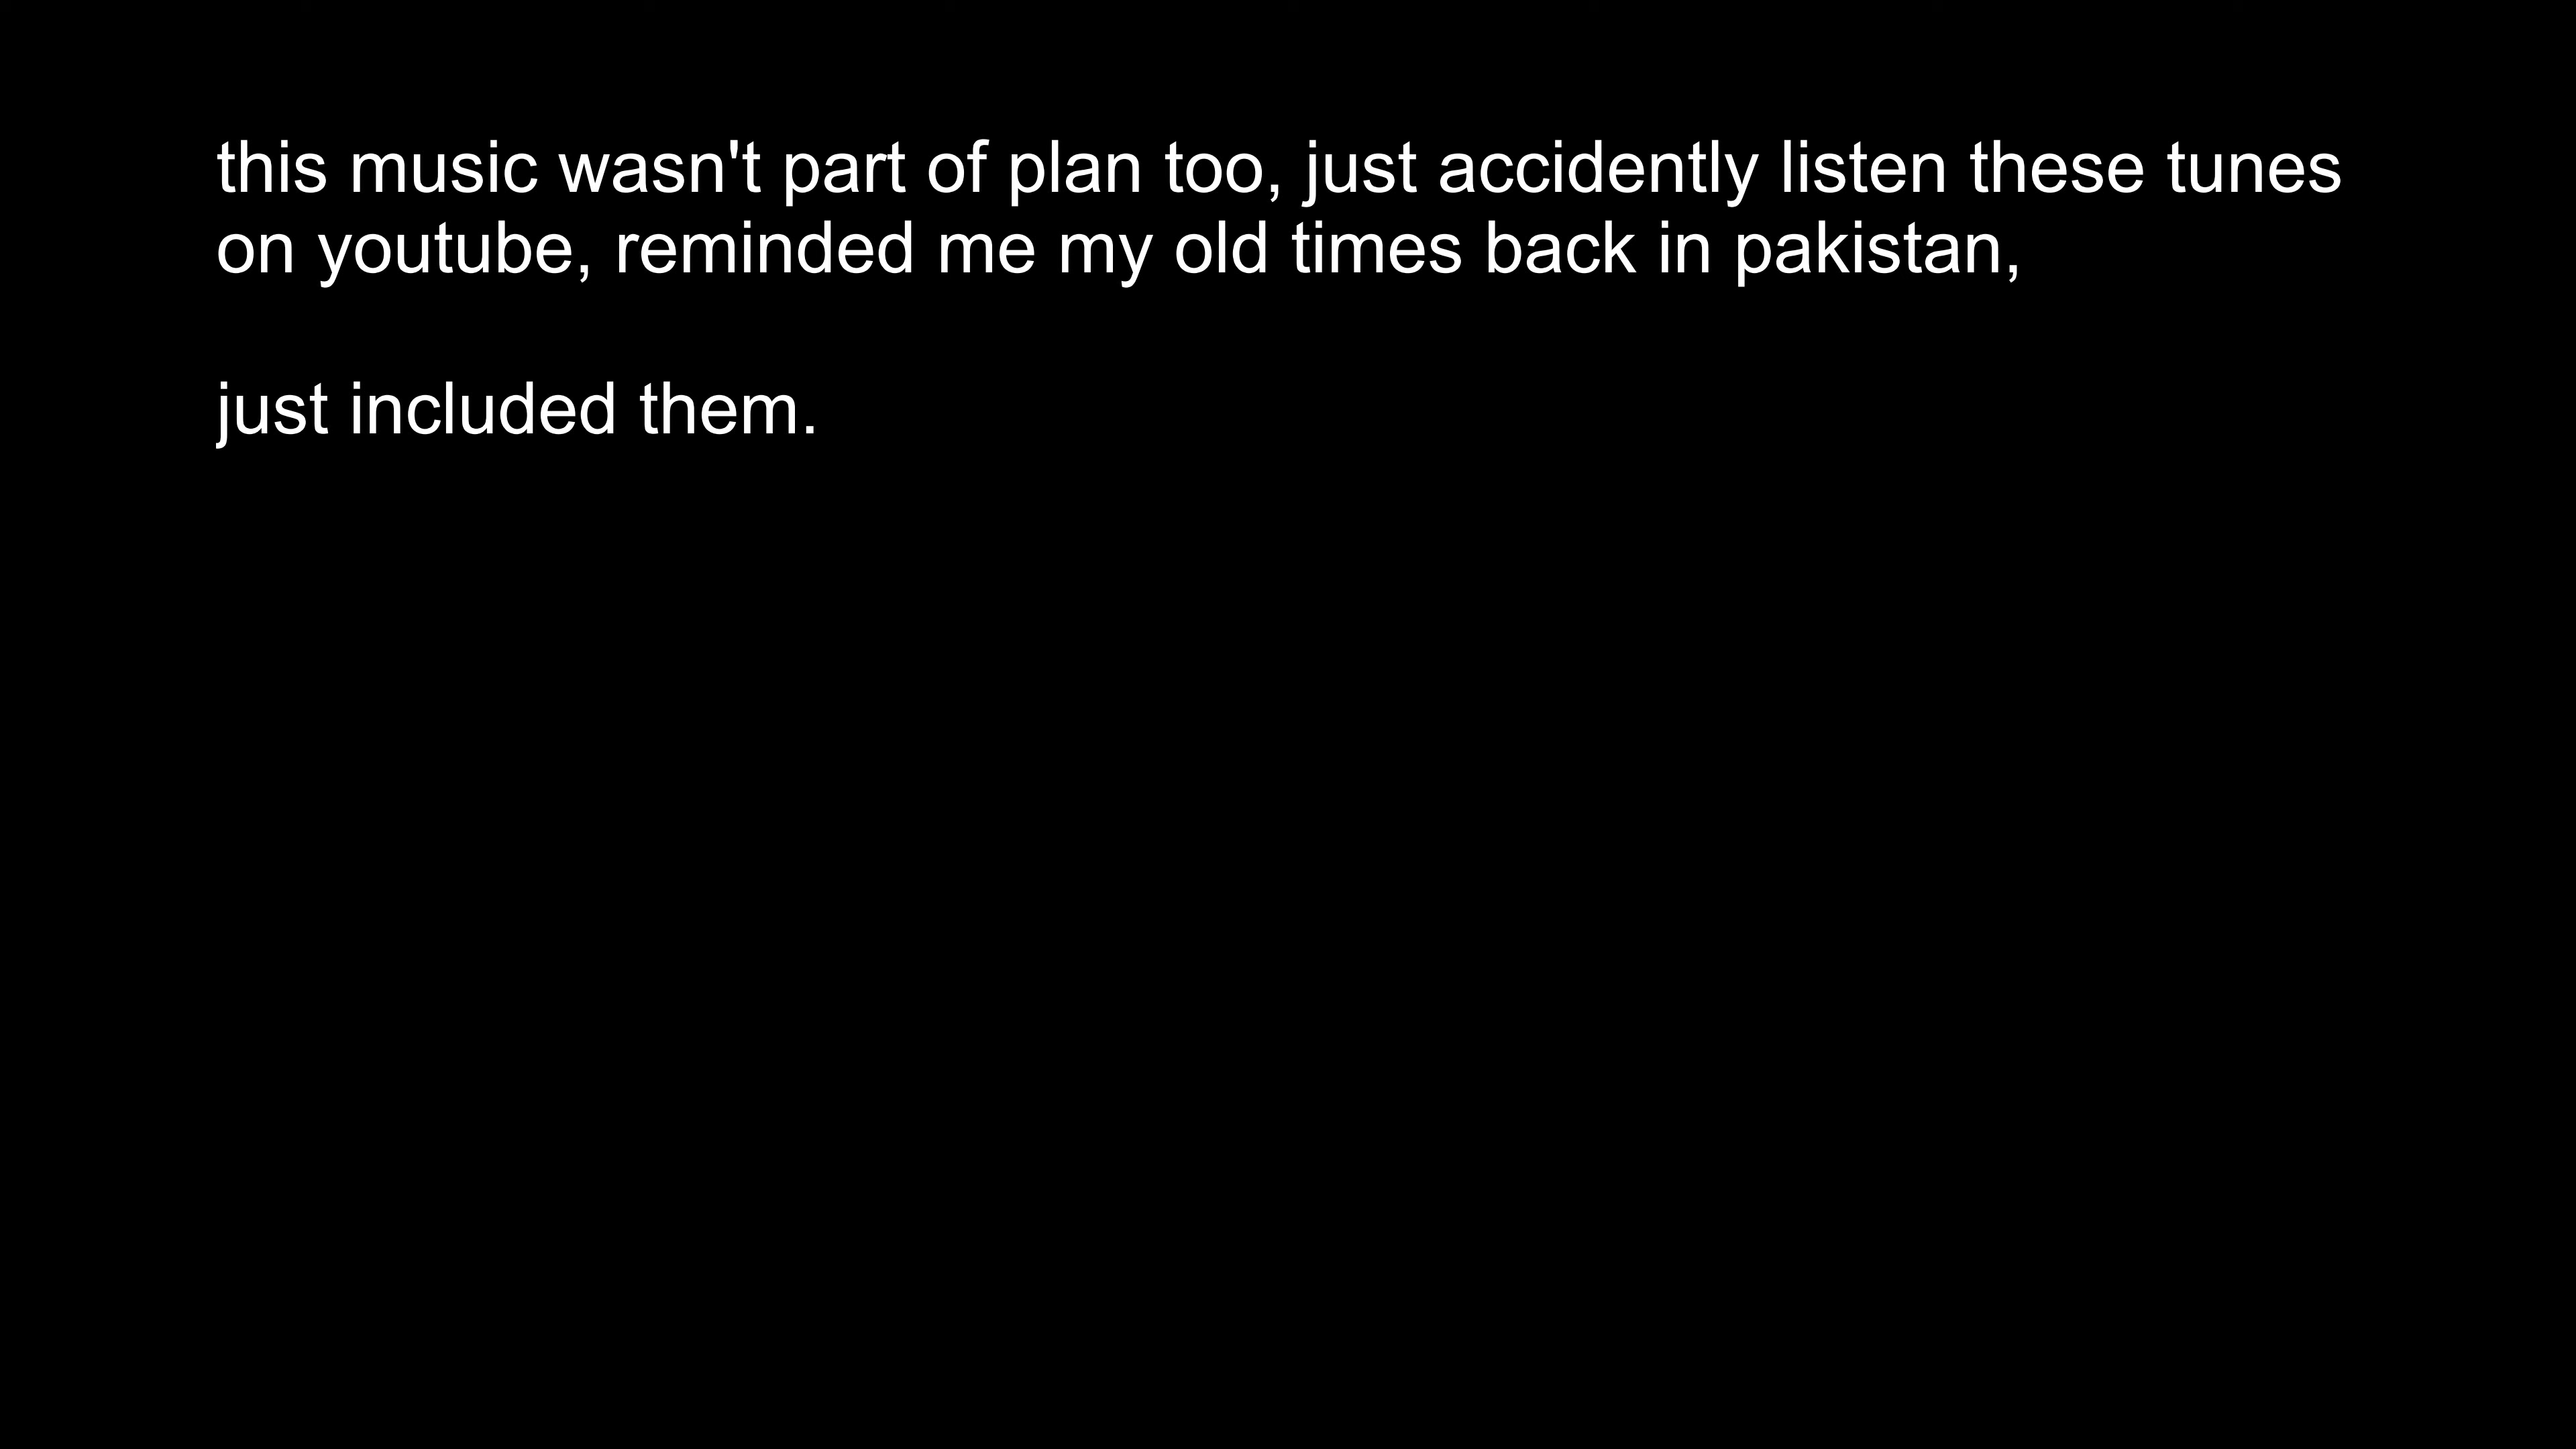 this music wasn't part of plan too, just accidently listen these tunes
on youtube, reminded me my old times back in pakistan,
just included them.